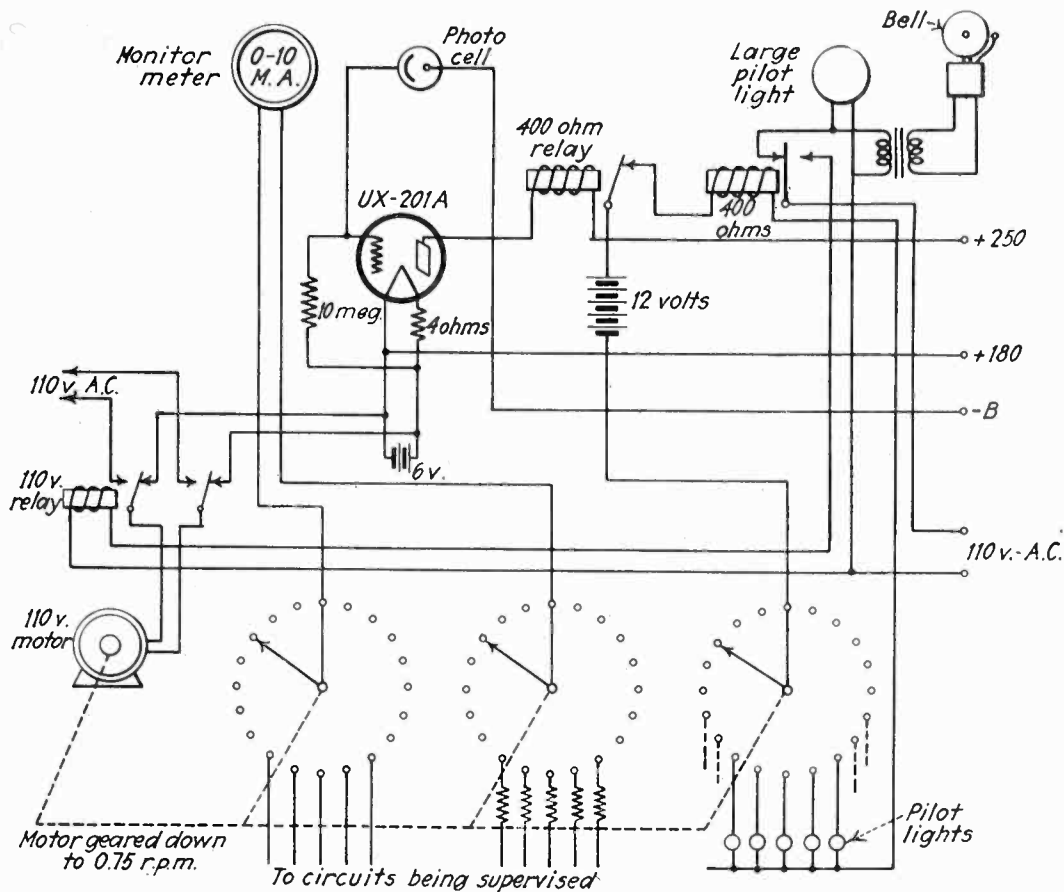 Monitor
meter
0-10
M.A.
Photo
cell
Large
pilot
light
Bell
400 ohm
relay
UX-201A
400
ohms
+250
10 meg.
4 ohms
12 volts
+180
110 v. A.C.
-B
6 v.
110 v.
relay
110 v.-A.C.
110 v.
motor
Motor geared down
to 0.75 r.p.m.
To circuits being supervised
Pilot
lights